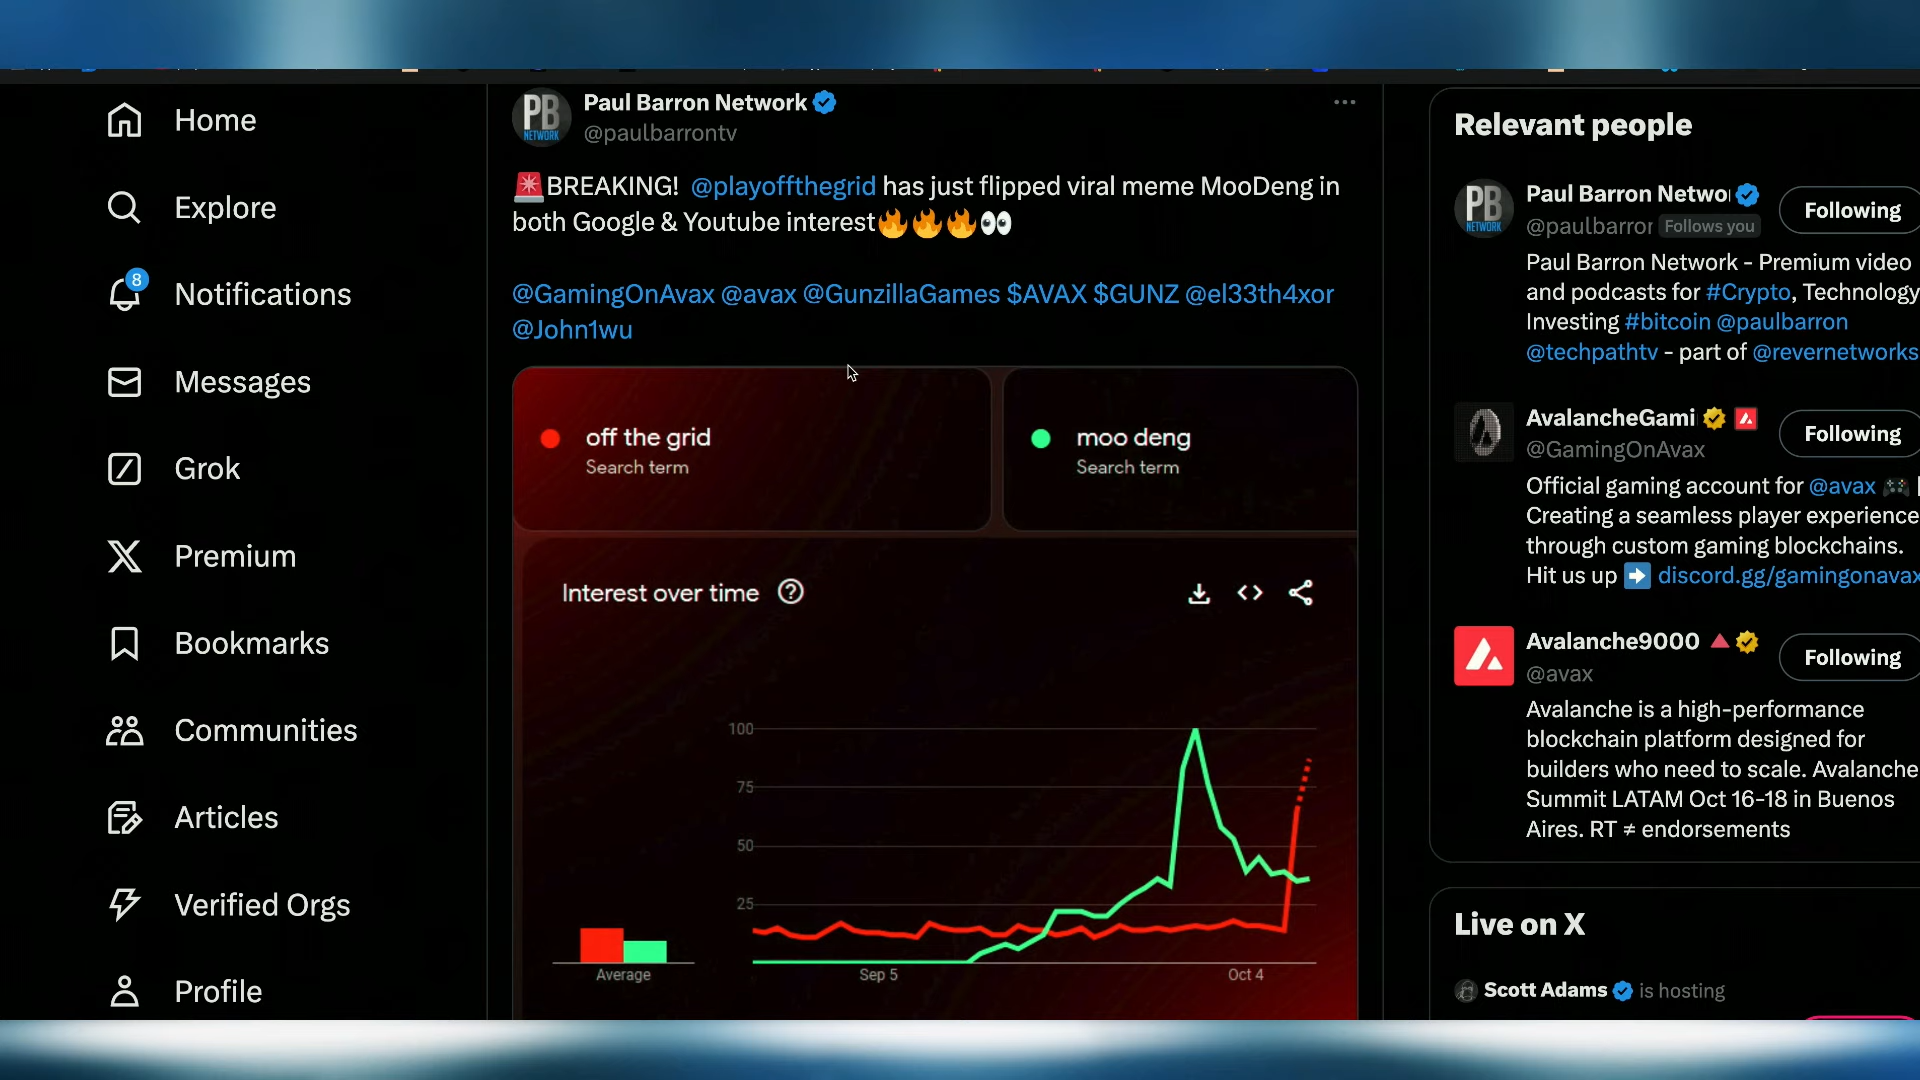 Home
Explore
8
Notifications
Messages
Grok
Premium
Bookmarks
Communities
Articles
Verified Orgs
Profile
PB
NETWORK
Paul Barron Network
@paulbarrontv
🚨BREAKING! @playoffthegrid has just flipped viral meme MooDeng in
both Google & Youtube interest🔥🔥🔥👀
@GamingOnAvax @avax @GunzillaGames $AVAX $GUNZ @el33th4xor
@John1wu
off the grid
Search term
moo deng
Search term
Interest over time
100
75
50
25
Average
Sep 5
Oct 4
Relevant people
PB
NETWORK
Paul Barron Netwo
@paulbarror Follows you
Following
Paul Barron Network - Premium video
and podcasts for #Crypto, Technology
Investing #bitcoin @paulbarron
@techpathtv - part of @revernetworks
AvalancheGami
@GamingOnAvax
Following
Official gaming account for @avax 🎮 |
Creating a seamless player experience
through custom gaming blockchains.
Hit us up ➡️ discord.gg/gamingonavax
Avalanche9000 🔺
@avax
Following
Avalanche is a high-performance
blockchain platform designed for
builders who need to scale. Avalanche
Summit LATAM Oct 16-18 in Buenos
Aires. RT ≠ endorsements
Live on X
Scott Adams is hosting